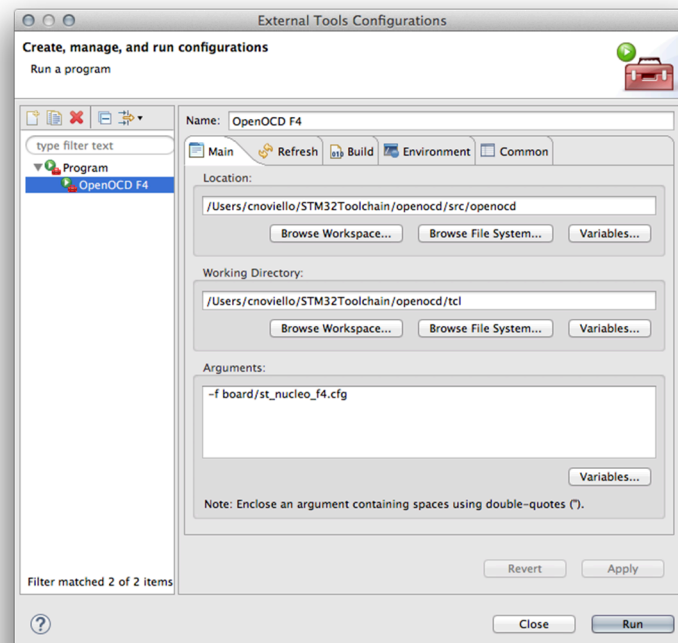 External Tools Configurations
Create, manage, and run configurations
Run a program
type filter text
Program
OpenOCD F4
Filter matched 2 of 2 items
Name: OpenOCD F4
Main Refresh Build Environment Common
Location:
/Users/cnoviello/STM32Toolchain/openocd/src/openocd
Browse Workspace... Browse File System... Variables...
Working Directory:
/Users/cnoviello/STM32Toolchain/openocd/tcl
Browse Workspace... Browse File System... Variables...
Arguments:
-f board/st_nucleo_f4.cfg
Variables...
Note: Enclose an argument containing spaces using double-quotes (").
Revert Apply
? Close Run